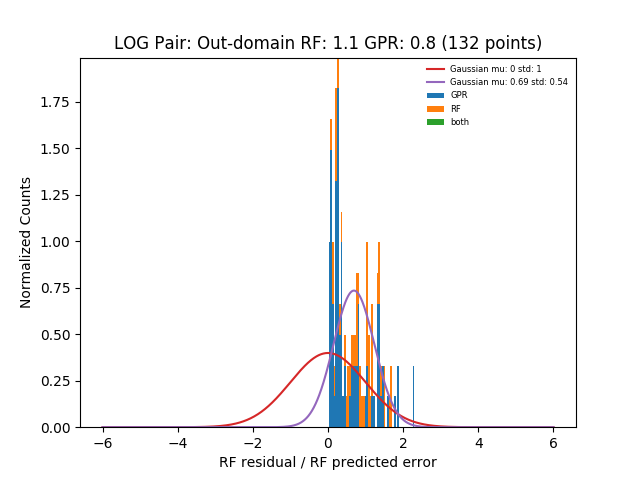 LOG Pair: Out-domain RF: 1.1 GPR: 0.8 (132 points)
Gaussian mu: 0 std: 1
Gaussian mu: 0.69 std: 0.54
GPR
RF
both
Normalized Counts
1.75
1.50
1.25
1.00
0.75
0.50
0.25
0.00
−6
−4
−2
0
2
4
6
RF residual / RF predicted error